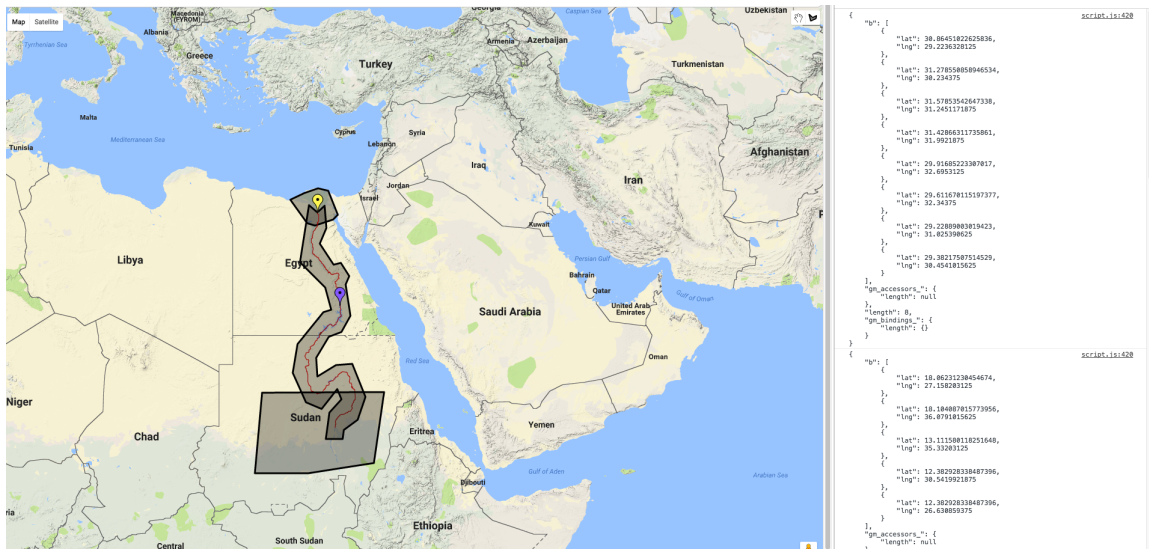 Map
Satellite
Macedonia
(FYROM)
Georgia
Caspian Sea
Uzbekistan
Tyrrhenian Sea
Albania
Greece
Armenia
Azerbaijan
Turkey
Turkmenistan
Malta
Mediterranean Sea
Cyprus
Syria
Tunisia
Lebanon
Afghanistan
Iraq
Iran
Jordan
Israel
Kuwait
Libya
Egypt
Persian Gulf
Bahrain
Qatar
Gulf of Oman
United Arab
Emirates
Saudi Arabia
Oman
Red Sea
Niger
Sudan
Chad
Eritrea
Yemen
Gulf of Aden
Arabian Sea
Djibouti
Ethiopia
South Sudan
Central
script.js:420
{
"b": [
{
"lat": 30.86451022625836,
"lng": 29.2236328125
},
{
"lat": 31.278550858946534,
"lng": 30.234375
},
{
"lat": 31.57853542647338,
"lng": 31.2451171875
},
{
"lat": 31.42866311735861,
"lng": 31.9921875
},
{
"lat": 29.91685223307017,
"lng": 32.6953125
},
{
"lat": 29.611670115197377,
"lng": 32.34375
},
{
"lat": 29.22889003019423,
"lng": 31.025390625
},
{
"lat": 29.38217507514529,
"lng": 30.4541015625
}
],
"gm_accessors_": {
"length": null
},
"length": 8,
"gm_bindings_": {
"length": {}
}
}
script.js:420
{
"b": [
{
"lat": 18.06231230454674,
"lng": 27.158203125
},
{
"lat": 18.104087015773956,
"lng": 36.0791015625
},
{
"lat": 13.111580118251648,
"lng": 35.33203125
},
{
"lat": 12.382928338487396,
"lng": 30.5419921875
},
{
"lat": 12.382928338487396,
"lng": 26.630859375
}
],
"gm_accessors_": {
"length": null